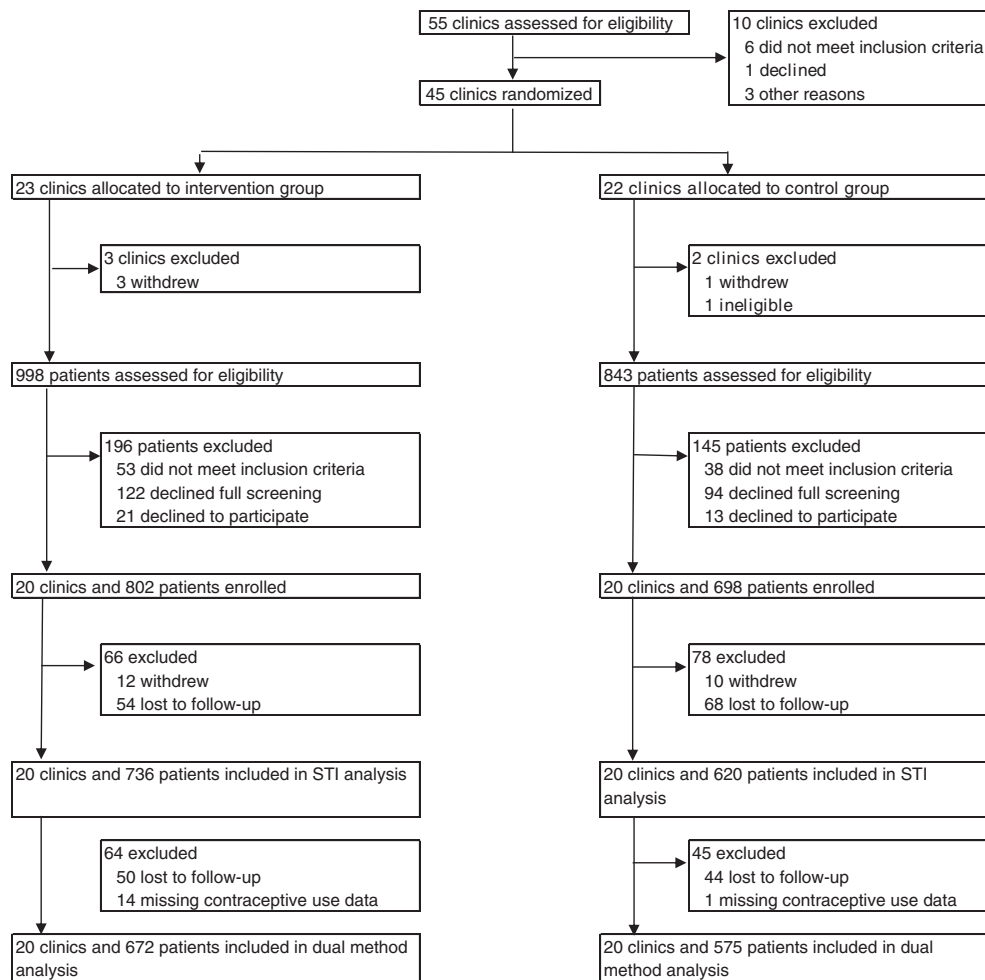 55 clinics assessed for eligibility
10 clinics excluded
6 did not meet inclusion criteria
1 declined
3 other reasons
45 clinics randomized
23 clinics allocated to intervention group
22 clinics allocated to control group
3 clinics excluded
3 withdrew
2 clinics excluded
1 withdrew
1 ineligible
998 patients assessed for eligibility
843 patients assessed for eligibility
196 patients excluded
53 did not meet inclusion criteria
122 declined full screening
21 declined to participate
145 patients excluded
38 did not meet inclusion criteria
94 declined full screening
13 declined to participate
20 clinics and 802 patients enrolled
20 clinics and 698 patients enrolled
66 excluded
12 withdrew
54 lost to follow-up
78 excluded
10 withdrew
68 lost to follow-up
20 clinics and 736 patients included in STI analysis
20 clinics and 620 patients included in STI
analysis
64 excluded
50 lost to follow-up
14 missing contraceptive use data
45 excluded
44 lost to follow-up
1 missing contraceptive use data
20 clinics and 672 patients included in dual method
analysis
20 clinics and 575 patients included in dual
method analysis